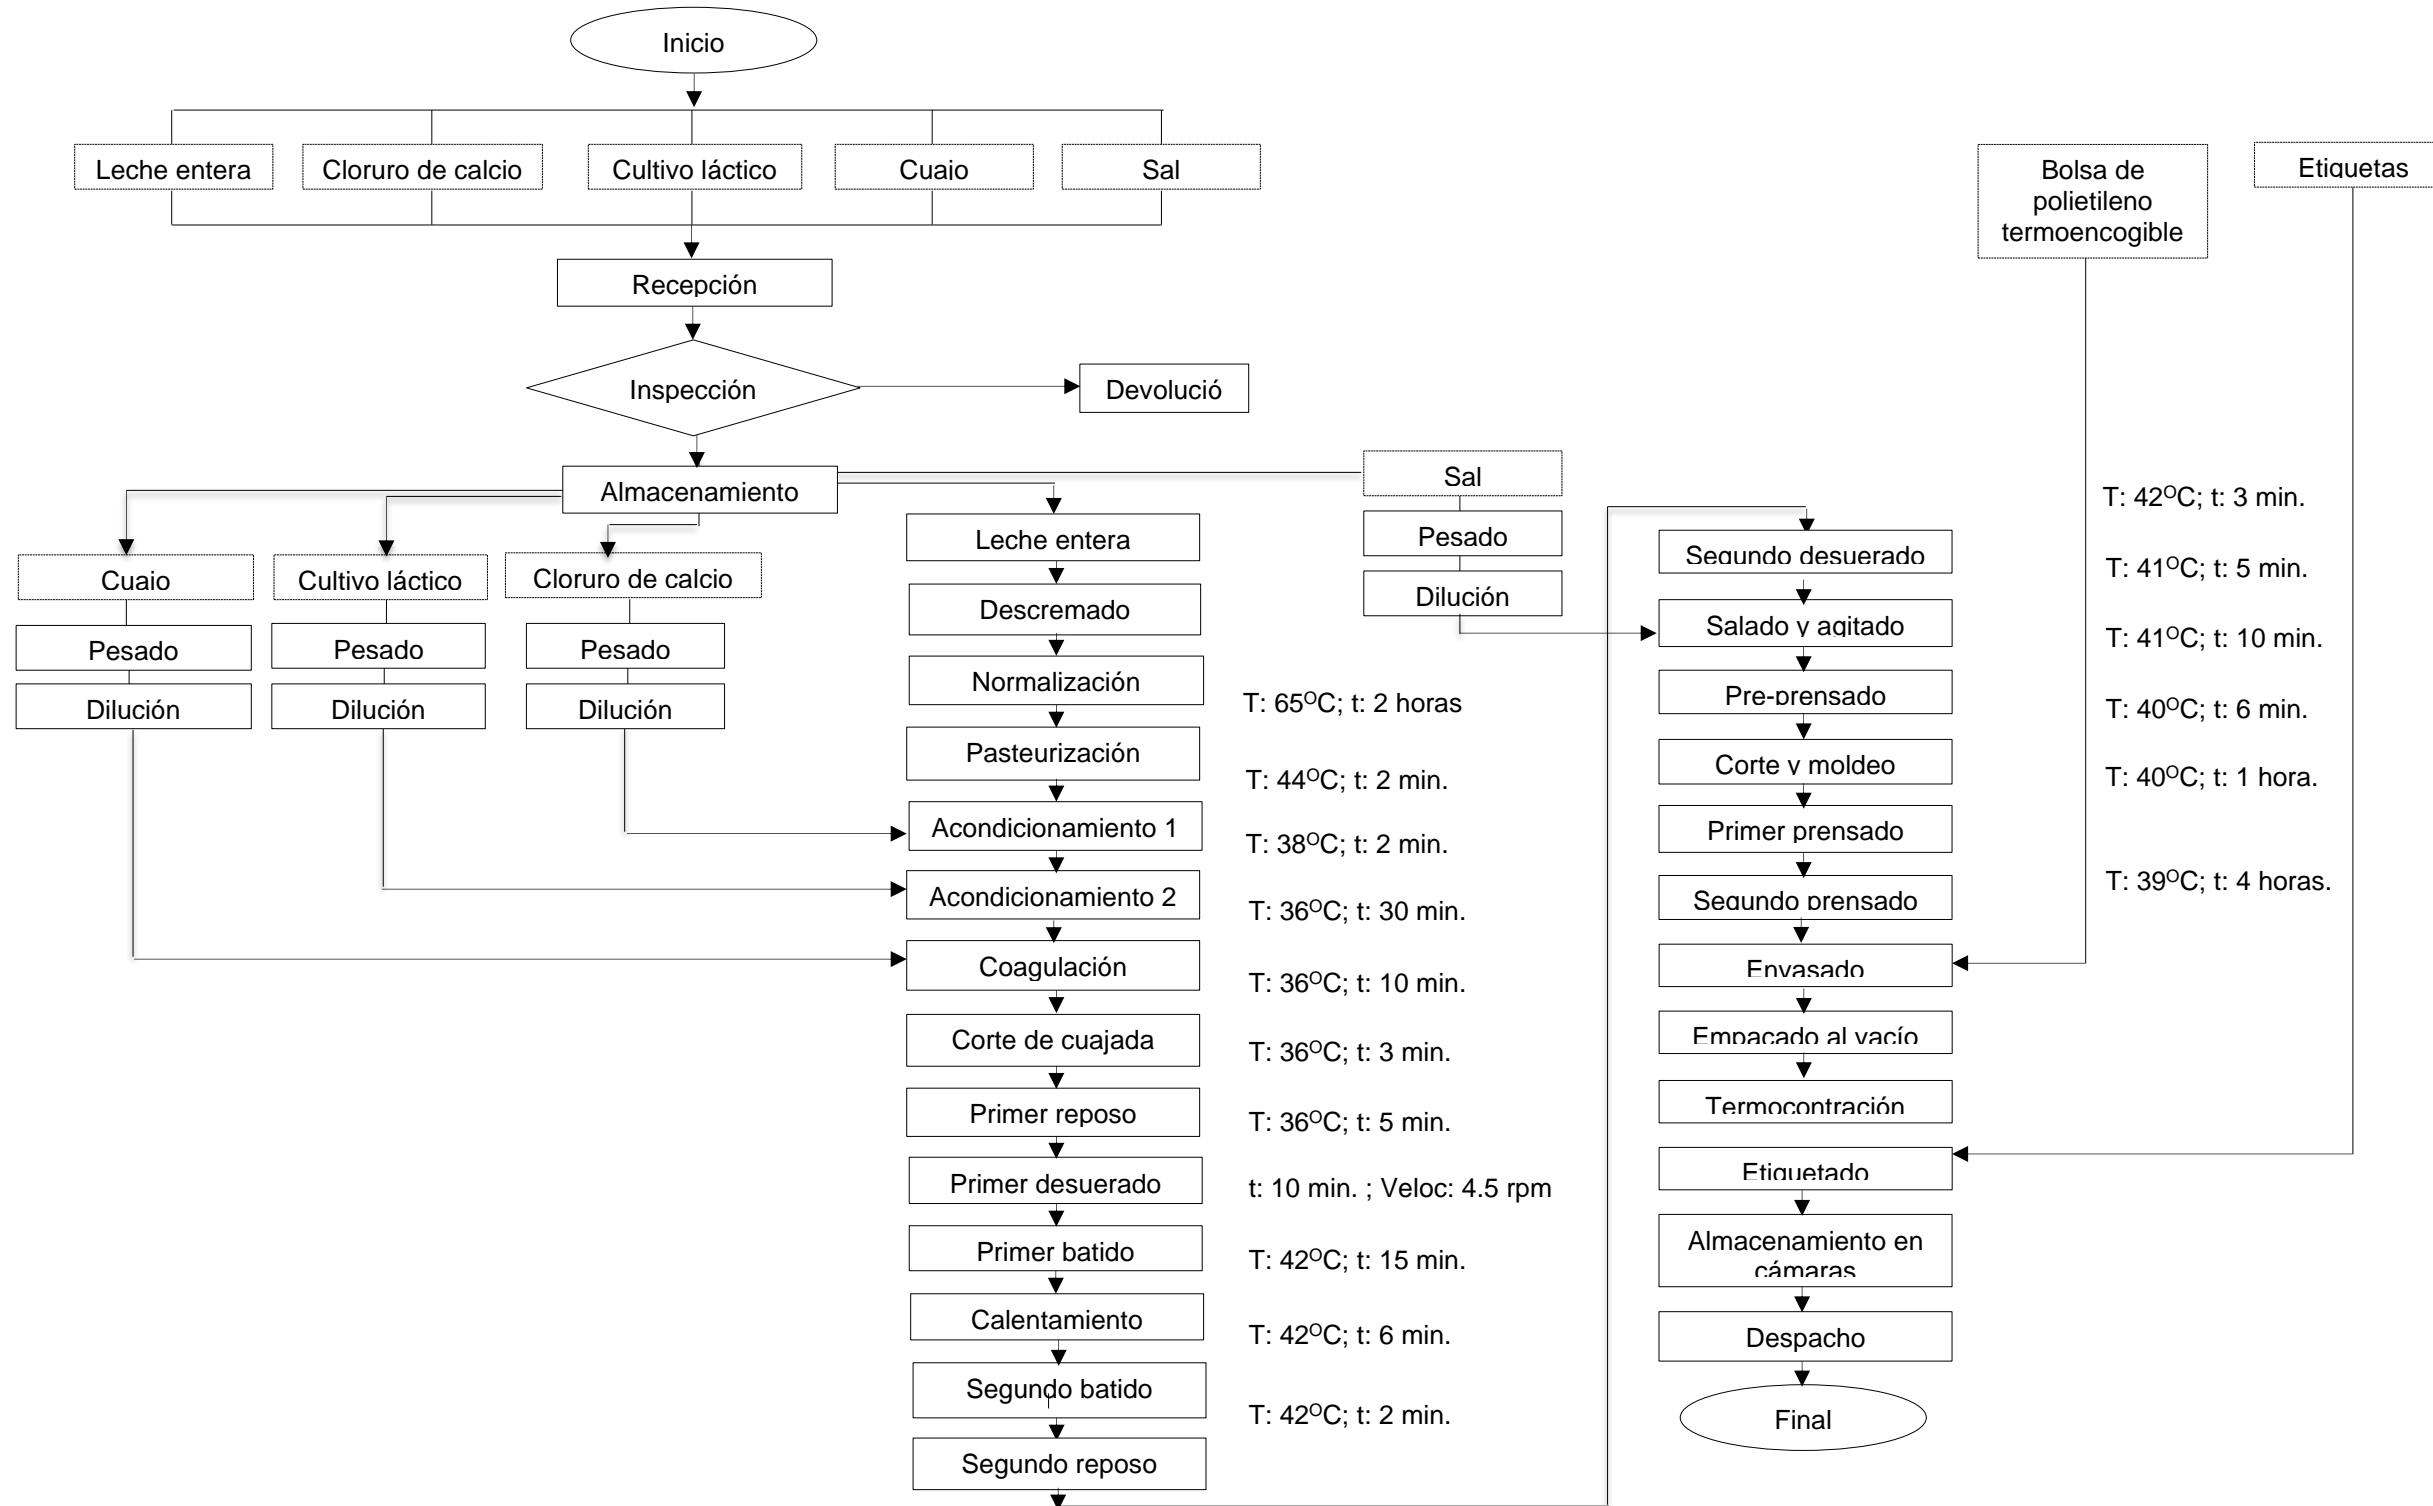 Inicio
Leche entera
Cloruro de calcio
Cultivo láctico
Cuajo
Sal
Bolsa de
polietileno
termoencogible
Etiquetas
Recepción
Inspección
Devolució
Almacenamiento
Cuajo
Pesado
Dilución
Cultivo láctico
Pesado
Dilución
Cloruro de calcio
Pesado
Dilución
Leche entera
Descremado
Normalización
Pasteurización
Acondicionamiento 1
Acondicionamiento 2
Coagulación
Corte de cuajada
Primer reposo
Primer desuerado
Primer batido
Calentamiento
Segundo batido
Segundo reposo
T: 65ºC; t: 2 horas
T: 44ºC; t: 2 min.
T: 38ºC; t: 2 min.
T: 36ºC; t: 30 min.
T: 36ºC; t: 10 min.
T: 36ºC; t: 3 min.
T: 36ºC; t: 5 min.
t: 10 min. ; Veloc: 4.5 rpm
T: 42ºC; t: 15 min.
T: 42ºC; t: 6 min.
T: 42ºC; t: 2 min.
Sal
Pesado
Dilución
Segundo desuerado
Salado y agitado
Pre-prensado
Corte y moldeo
Primer prensado
Segundo prensado
Envasado
Empacado al vacío
Termocontración
Etiquetado
Almacenamiento en
cámaras
Despacho
Final
T: 42ºC; t: 3 min.
T: 41ºC; t: 5 min.
T: 41ºC; t: 10 min.
T: 40ºC; t: 6 min.
T: 40ºC; t: 1 hora.
T: 39ºC; t: 4 horas.